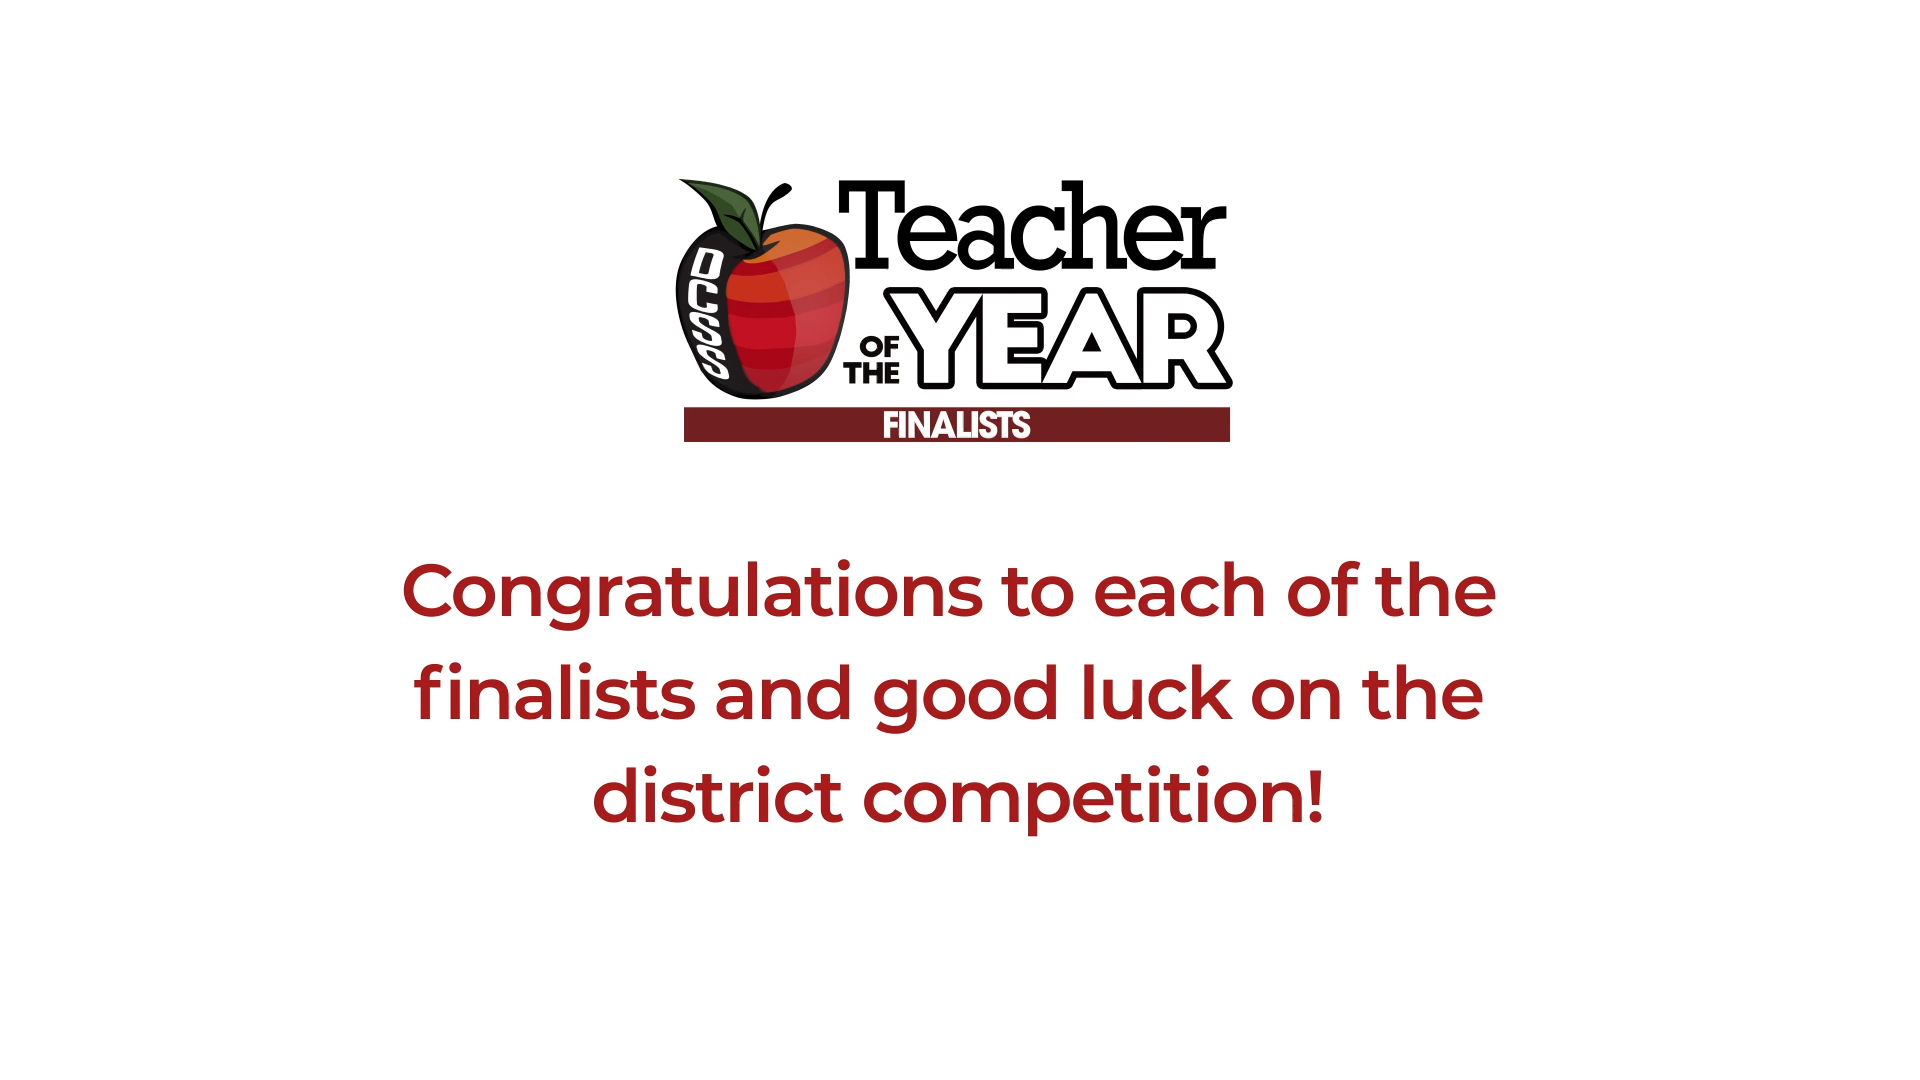 DCSS
Teacher
OF
THE
YEAR
FINALISTS
Congratulations to each of the
finalists and good luck on the
district competition!